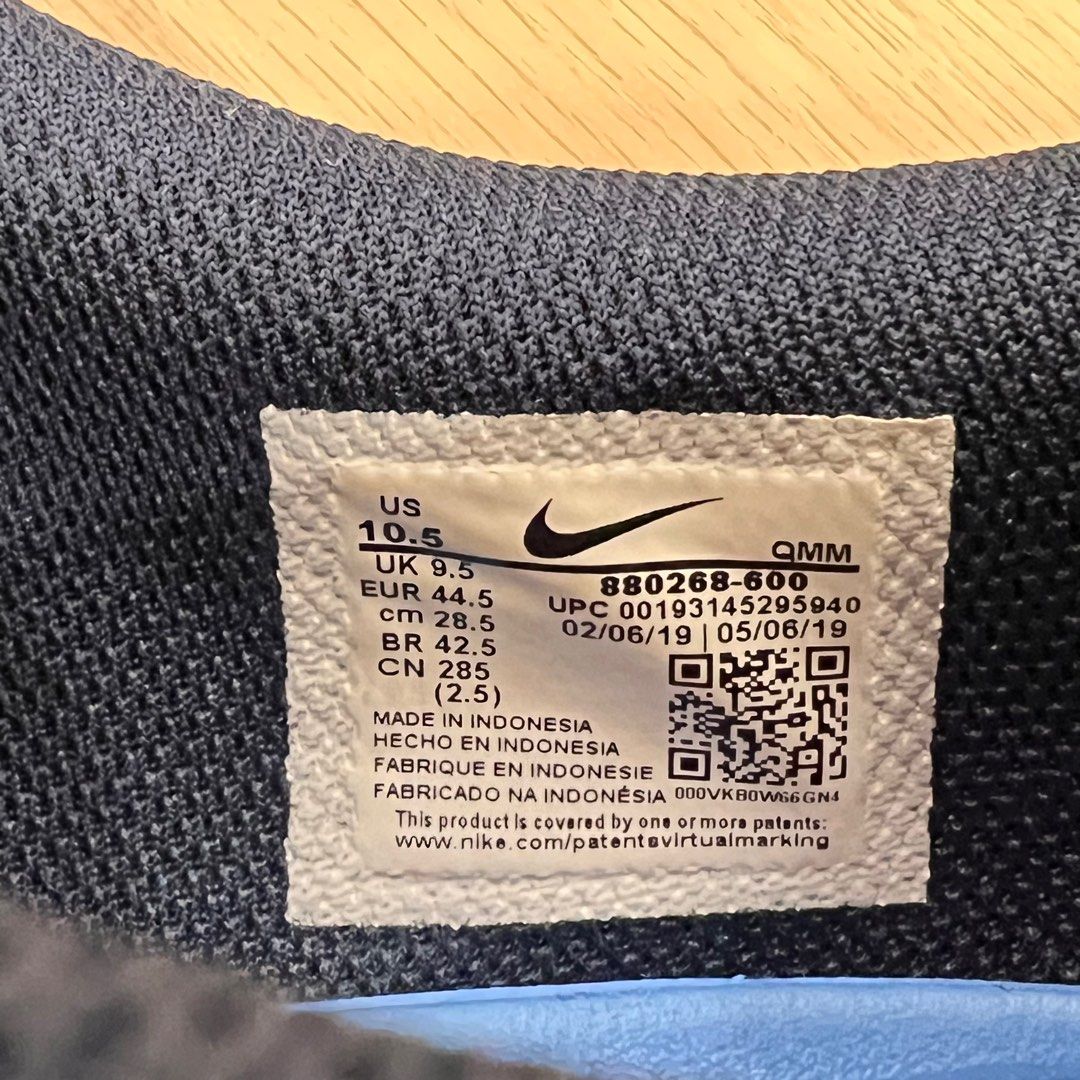 US
10.5
UK 9.5
EUR 44.5
cm 28.5
BR 42.5
CN 285
(2.5)
QMM
880268-600
UPC 00193145295940
02/06/19 | 05/06/19
MADE IN INDONESIA
HECHO EN INDONESIA
FABRIQUE EN INDONESIE
FABRICADO NA INDONÉSIA
000VKB0W66GN4
This product is covered by one or more patents:
www.nike.com/patentsvirtualmarking